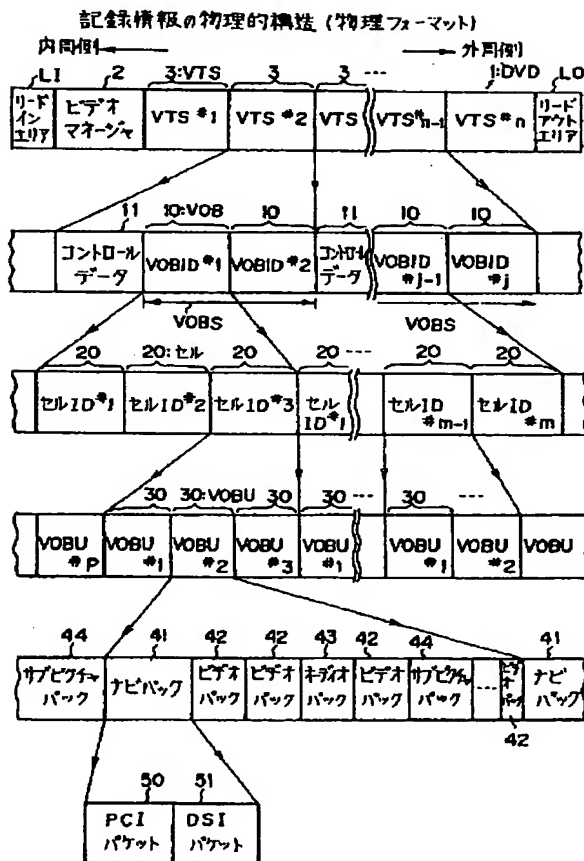 記録情報の物理的構造 (物理フォーマット)
内周側 外周側
LI 2 3:VTS 3 3 --- 1:DVD LO
リードインエリア ビデオマネージャ VTS #1 VTS #2 VTS VTS#n-1 VTS #n リードアウトエリア
11 10:VOB 10 11 10 10
コントロールデータ VOBID #1 VOBID #2 コントロールデータ VOBID #j-1 VOBID #j
VOBS VOBS
20 20:セル 20 20 --- 20 20
セルID#1 セルID#2 セルID#3 セルID#1 セルID #m-1 セルID #m
30 30:VOBU 30 30 --- 30 ---
VOBU #P VOBU #1 VOBU #2 VOBU #3 VOBU #1 VOBU #1 VOBU #2 VOBU
44 41 42 42 43 42 44 41
サブピクチャパック ナビパック ビデオパック ビデオパック オーディオパック ビデオパック サブピクチャパック ---- ビデオパック ナビパック
42
50 51
PCIパケット DSIパケット